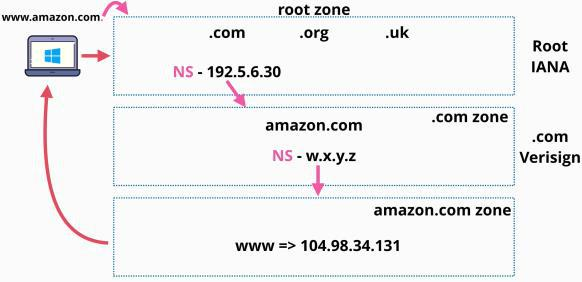 www.amazon.com.
root zone
.com .org .uk
NS - 192.5.6.30
Root
IANA
.com zone
amazon.com
NS - w.x.y.z
.com
Verisign
amazon.com zone
www => 104.98.34.131